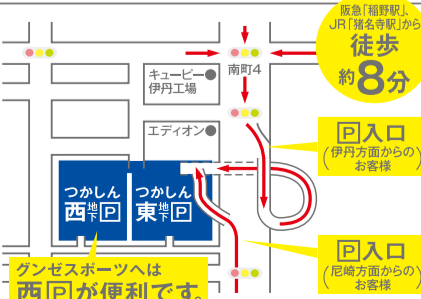 阪急「稲野駅」、
JR「猪名寺駅」から
徒歩
約8分
南町4
キューピー
伊丹工場
エディオン
P入口
(伊丹方面からの
お客様)
つかしん
西地下P
つかしん
東地下P
P入口
(尼崎方面からの
お客様)
グンゼスポーツへは
西Pが便利です。